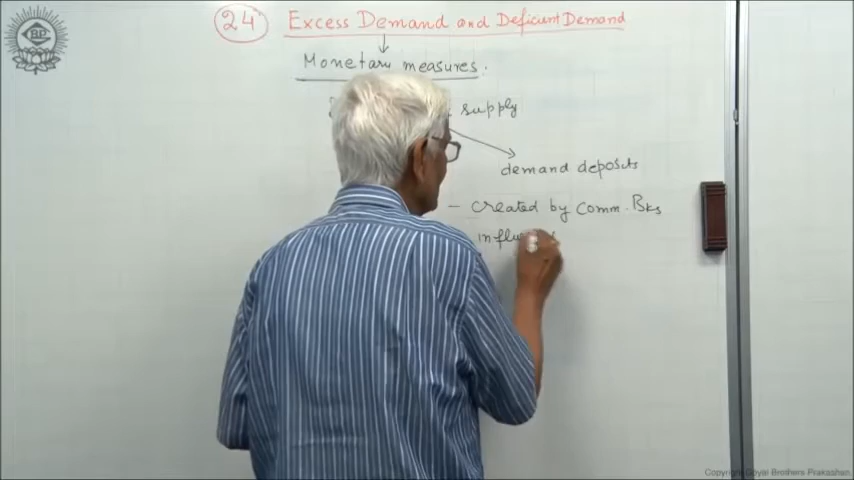 24 Excess Demand and Deficient Demand
Monetary measures.
supply
demand deposits
- created by Comm. Bks
influ
Copyright Goyal Brothers Prakashan